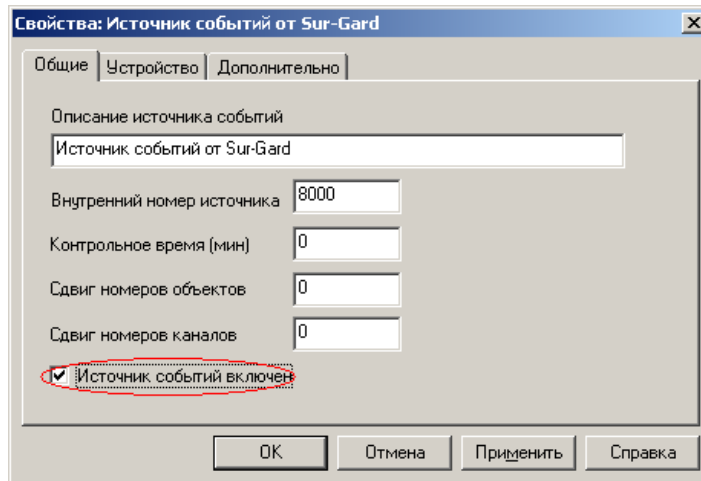 Свойства: Источник событий от Sur-Gard
Общие Устройство Дополнительно
Описание источника событий
Источник событий от Sur-Gard
Внутренний номер источника 8000
Контрольное время (мин) 0
Сдвиг номеров объектов 0
Сдвиг номеров каналов 0
Источник событий включен
ОК Отмена Применить Справка